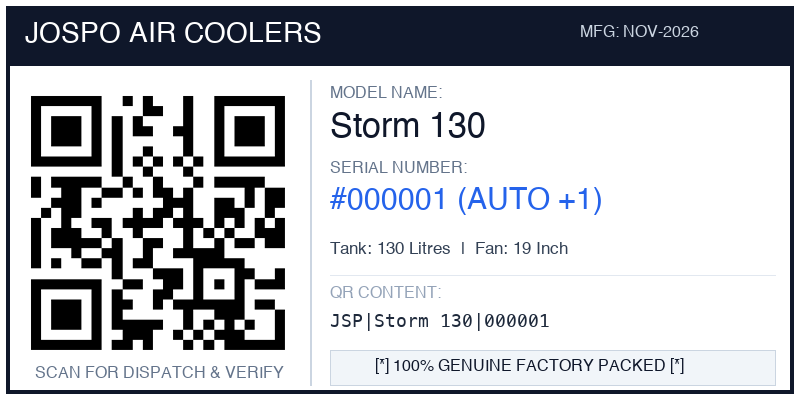 JOSPO AIR COOLERS
MFG: NOV-2026
MODEL NAME:
Storm 130
SERIAL NUMBER:
#000001 (AUTO +1)
Tank: 130 Litres | Fan: 19 Inch
QR CONTENT:
JSP|Storm 130|000001
[*] 100% GENUINE FACTORY PACKED [*]
SCAN FOR DISPATCH & VERIFY